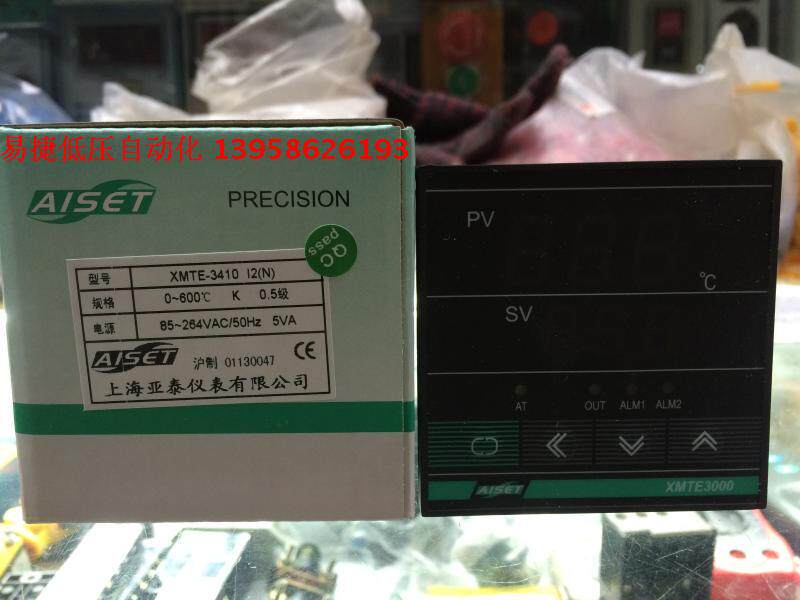 易捷低压自动化 13958626193
AISET
PRECISION
QC
pass
型号 XMTE-3410 I2(N)
规格 0~600℃ K 0.5级
电源 85~264VAC/50Hz 5VA
AISET 沪制 01130047 CE
上海亚泰仪表有限公司
PV
℃
SV
AT OUT ALM1 ALM2
AISET XMTE3000